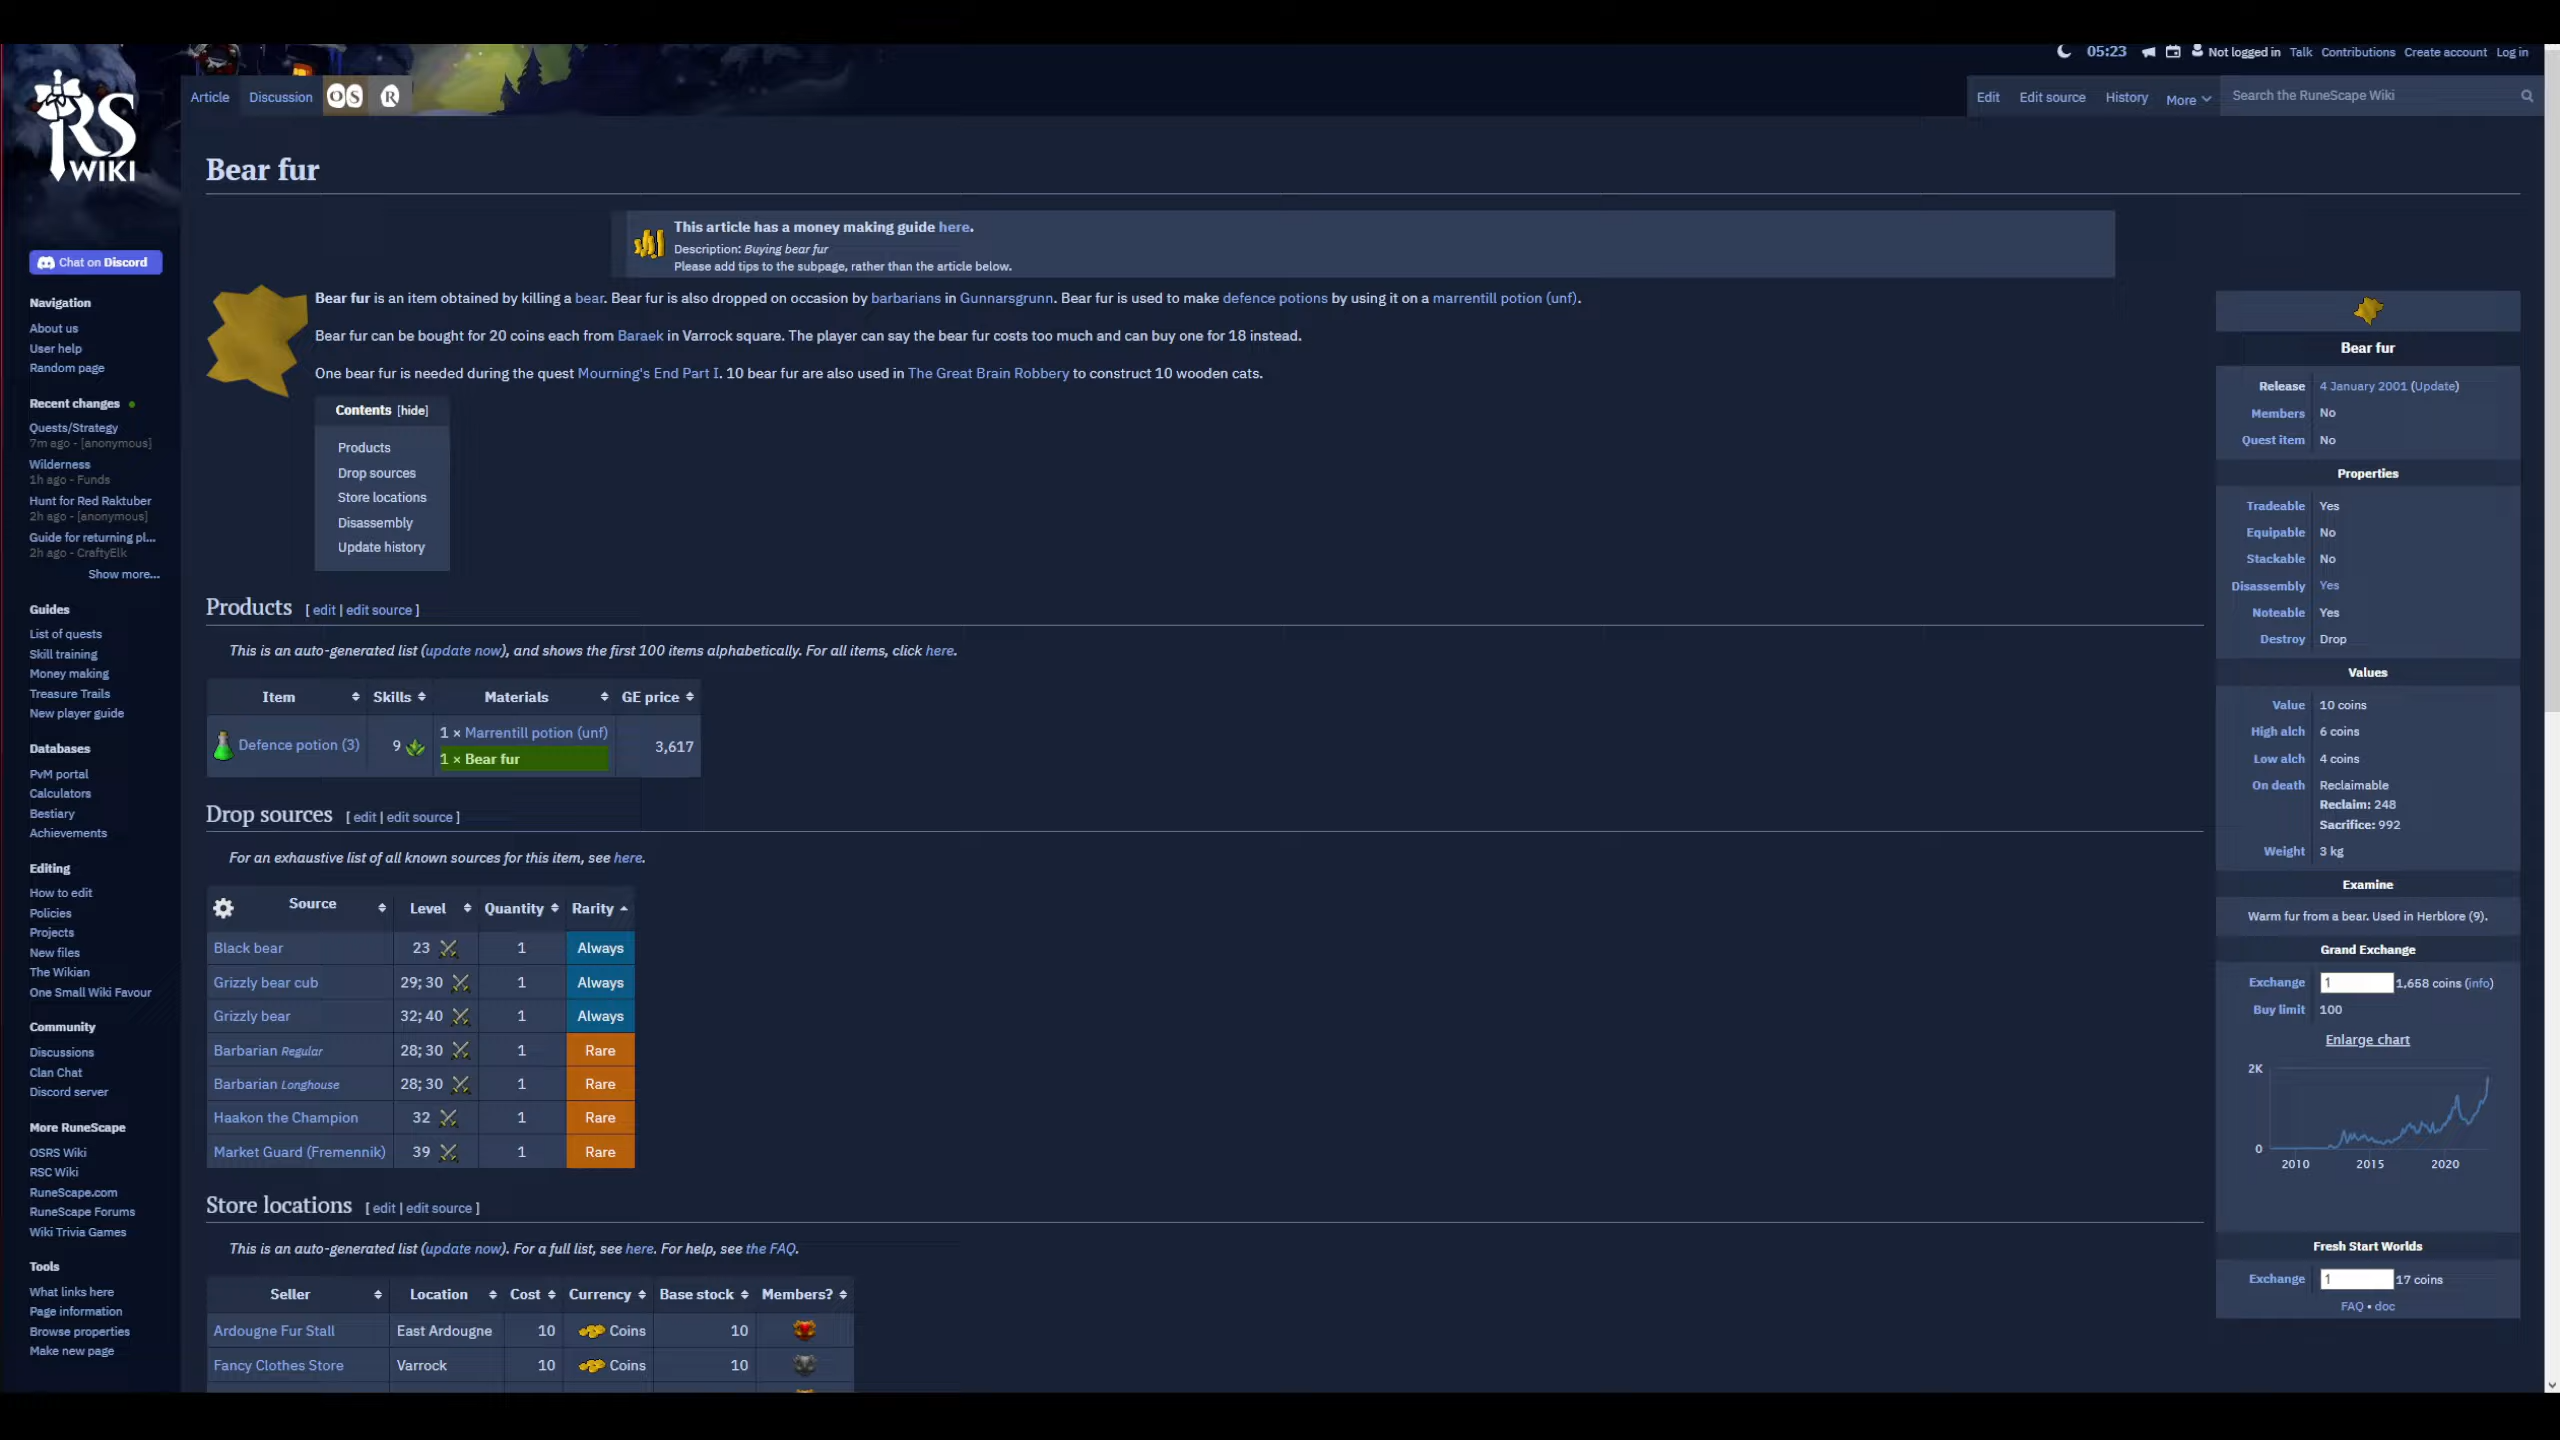 05:23 Not logged in Talk Contributions Create account Log in
RS
WIKI
Article Discussion OS R
Edit Edit source History More Search the RuneScape Wiki
Bear fur
This article has a money making guide here.
Description: Buying bear fur
Please add tips to the subpage, rather than the article below.
Chat on Discord
Navigation
About us
User help
Random page
Recent changes
Quests/Strategy
7m ago - [anonymous]
Wilderness
1h ago - Funds
Hunt for Red Raktuber
2h ago - [anonymous]
Guide for returning pl...
2h ago - CraftyElk
Show more...
Guides
List of quests
Skill training
Money making
Treasure Trails
New player guide
Databases
PvM portal
Calculators
Bestiary
Achievements
Editing
How to edit
Policies
Projects
New files
The Wikian
One Small Wiki Favour
Community
Discussions
Clan Chat
Discord server
More RuneScape
OSRS Wiki
RSC Wiki
RuneScape.com
RuneScape Forums
Wiki Trivia Games
Tools
What links here
Page information
Browse properties
Make new page
Bear fur is an item obtained by killing a bear. Bear fur is also dropped on occasion by barbarians in Gunnarsgrunn. Bear fur is used to make defence potions by using it on a marrentill potion (unf).
Bear fur can be bought for 20 coins each from Baraek in Varrock square. The player can say the bear fur costs too much and can buy one for 18 instead.
One bear fur is needed during the quest Mourning's End Part I. 10 bear fur are also used in The Great Brain Robbery to construct 10 wooden cats.
Contents [hide]
Products
Drop sources
Store locations
Disassembly
Update history
Products [ edit | edit source ]
This is an auto-generated list (update now), and shows the first 100 items alphabetically. For all items, click here.
Item Skills Materials GE price
Defence potion (3) 9 1 × Marrentill potion (unf) 3,617
1 × Bear fur
Drop sources [ edit | edit source ]
For an exhaustive list of all known sources for this item, see here.
Source Level Quantity Rarity
Black bear 23 1 Always
Grizzly bear cub 29; 30 1 Always
Grizzly bear 32; 40 1 Always
Barbarian Regular 28; 30 1 Rare
Barbarian Longhouse 28; 30 1 Rare
Haakon the Champion 32 1 Rare
Market Guard (Fremennik) 39 1 Rare
Store locations [ edit | edit source ]
This is an auto-generated list (update now). For a full list, see here. For help, see the FAQ.
Seller Location Cost Currency Base stock Members?
Ardougne Fur Stall East Ardougne 10 Coins 10
Fancy Clothes Store Varrock 10 Coins 10
Bear fur
Release 4 January 2001 (Update)
Members No
Quest item No
Properties
Tradeable Yes
Equipable No
Stackable No
Disassembly Yes
Noteable Yes
Destroy Drop
Values
Value 10 coins
High alch 6 coins
Low alch 4 coins
On death Reclaimable
Reclaim: 248
Sacrifice: 992
Weight 3 kg
Examine
Warm fur from a bear. Used in Herblore (9).
Grand Exchange
Exchange 1 1,658 coins (info)
Buy limit 100
Enlarge chart
2K
0
2010 2015 2020
Fresh Start Worlds
Exchange 1 17 coins
FAQ • doc